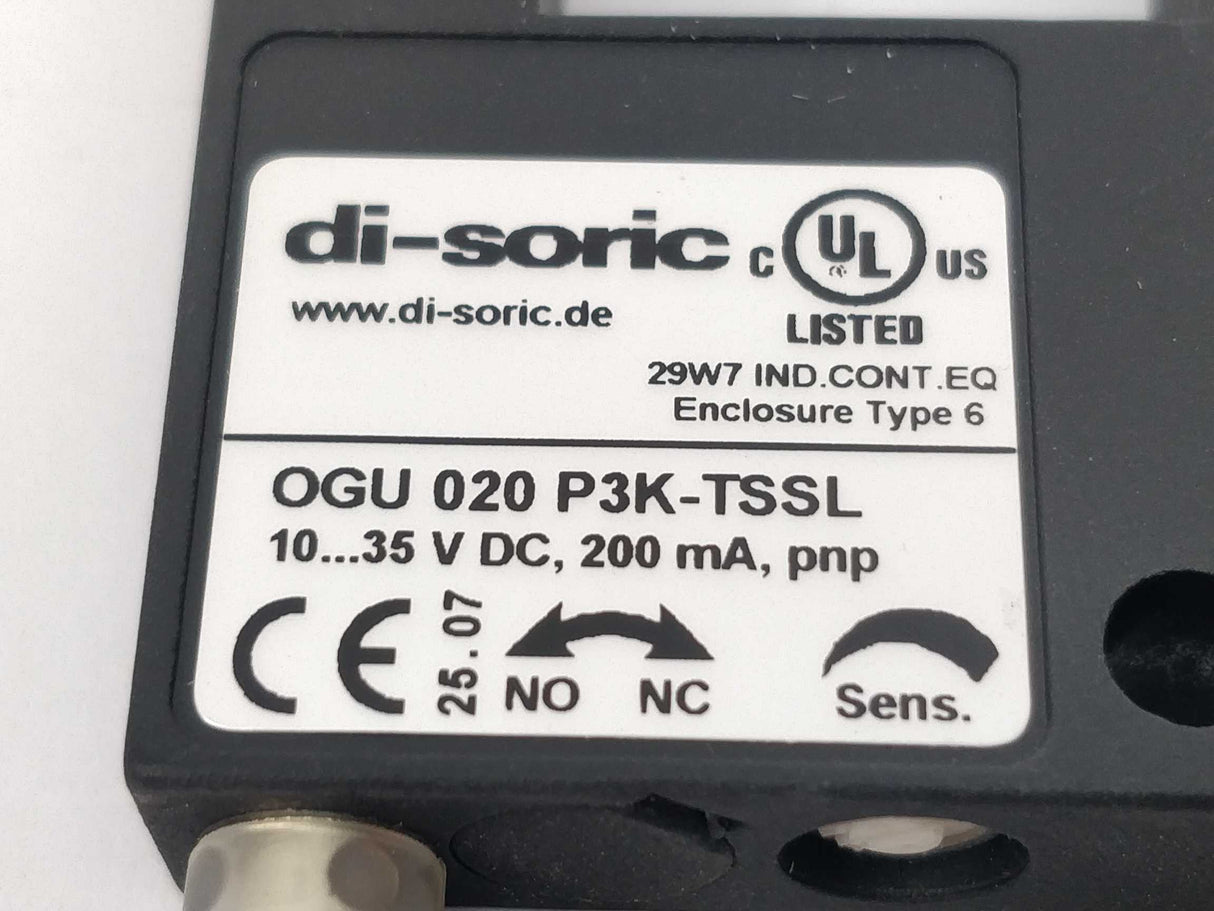 di-soric
C UL US
LISTED
www.di-soric.de
29W7 IND.CONT.EQ
Enclosure Type 6
OGU 020 P3K-TSSL
10...35 V DC, 200 mA, pnp
CE
25.07
NO NC
Sens.